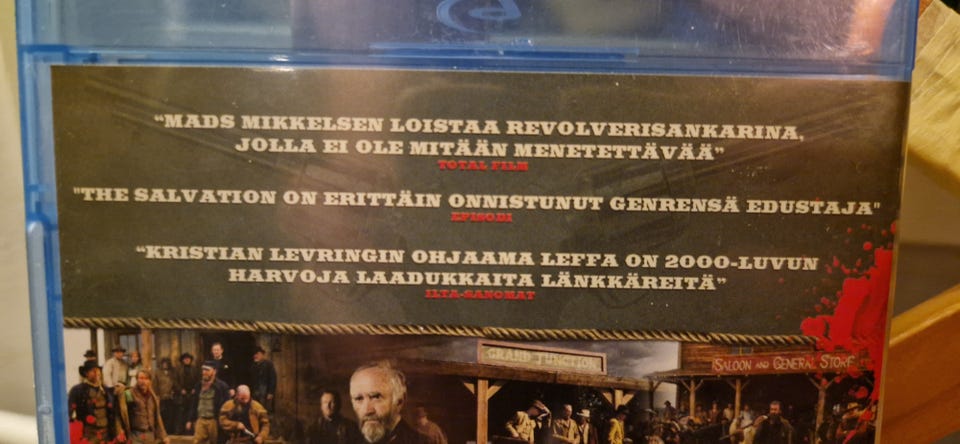 “MADS MIKKELSEN LOISTAA REVOLVERISANKARINA,
JOLLA EI OLE MITÄÄN MENETETTÄVÄÄ”
TOTAL FILM
"THE SALVATION ON ERITTÄIN ONNISTUNUT GENRENSÄ EDUSTAJA"
EPISODI
“KRISTIAN LEVRINGIN OHJAAMA LEFFA ON 2000-LUVUN
HARVOJA LAADUKKAITA LÄNKKÄREITÄ”
ILTA-SANOMAT
GRAND JUNCTION
SALOON AND GENERAL STORE